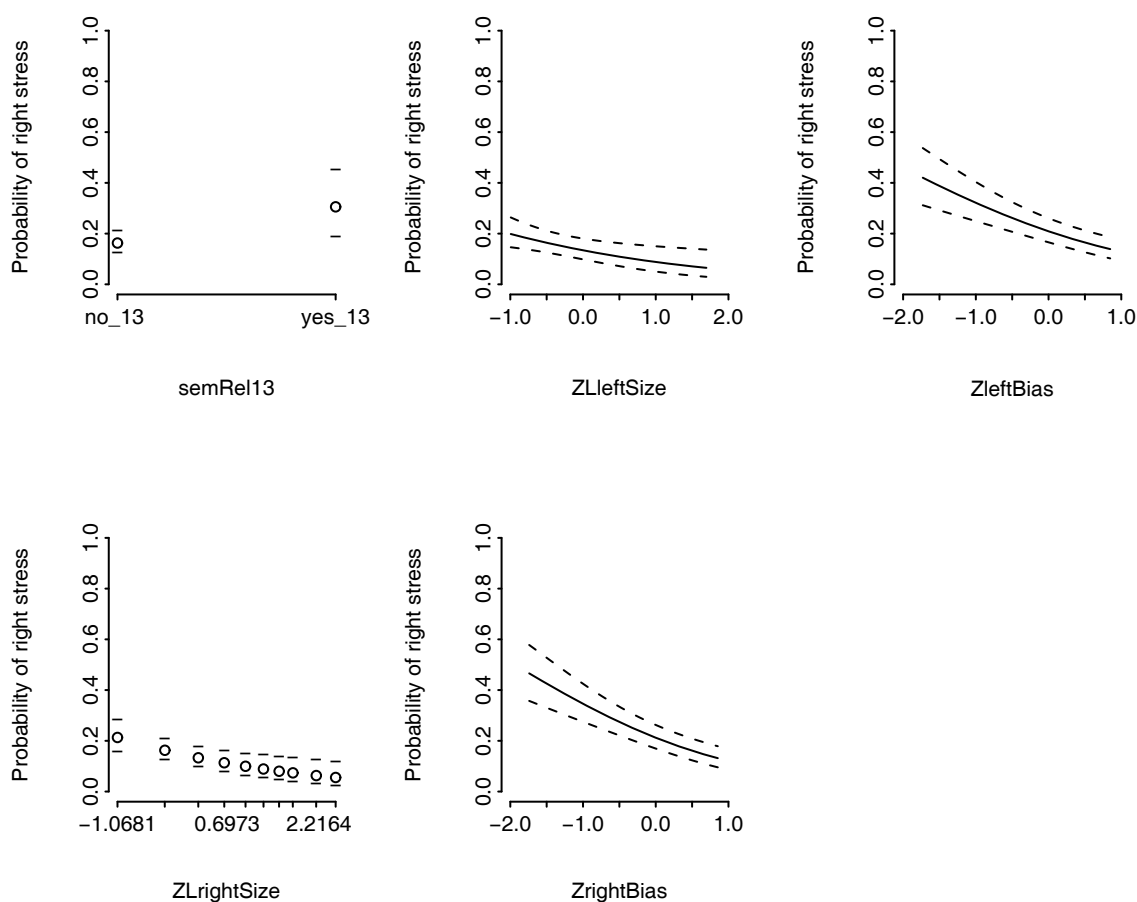 Probability of right stress
0.0 0.2 0.4 0.6 0.8 1.0
no_13 yes_13
semRel13
Probability of right stress
0.0 0.2 0.4 0.6 0.8 1.0
−1.0 0.0 1.0 2.0
ZLleftSize
Probability of right stress
0.0 0.2 0.4 0.6 0.8 1.0
−2.0 −1.0 0.0 1.0
ZleftBias
Probability of right stress
0.0 0.2 0.4 0.6 0.8 1.0
−1.0681 0.6973 2.2164
ZLrightSize
Probability of right stress
0.0 0.2 0.4 0.6 0.8 1.0
−2.0 −1.0 0.0 1.0
ZrightBias